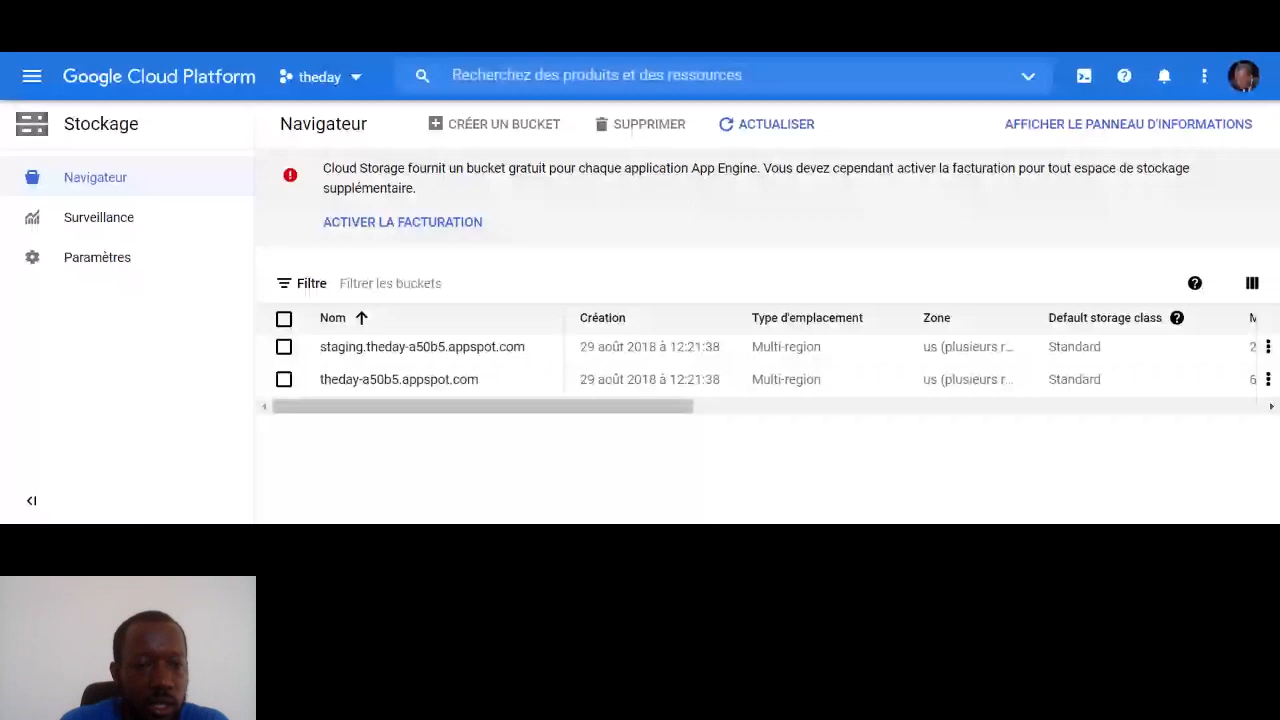 Google Cloud Platform theday Recherchez des produits et des ressources
Stockage Navigateur CRÉER UN BUCKET SUPPRIMER ACTUALISER AFFICHER LE PANNEAU D'INFORMATIONS
Navigateur
Surveillance
Paramètres
Cloud Storage fournit un bucket gratuit pour chaque application App Engine. Vous devez cependant activer la facturation pour tout espace de stockage
supplémentaire.
ACTIVER LA FACTURATION
Filtre Filtrer les buckets
Nom Création Type d'emplacement Zone Default storage class
staging.theday-a50b5.appspot.com 29 août 2018 à 12:21:38 Multi-region us (plusieurs r... Standard 2
theday-a50b5.appspot.com 29 août 2018 à 12:21:38 Multi-region us (plusieurs r... Standard 6